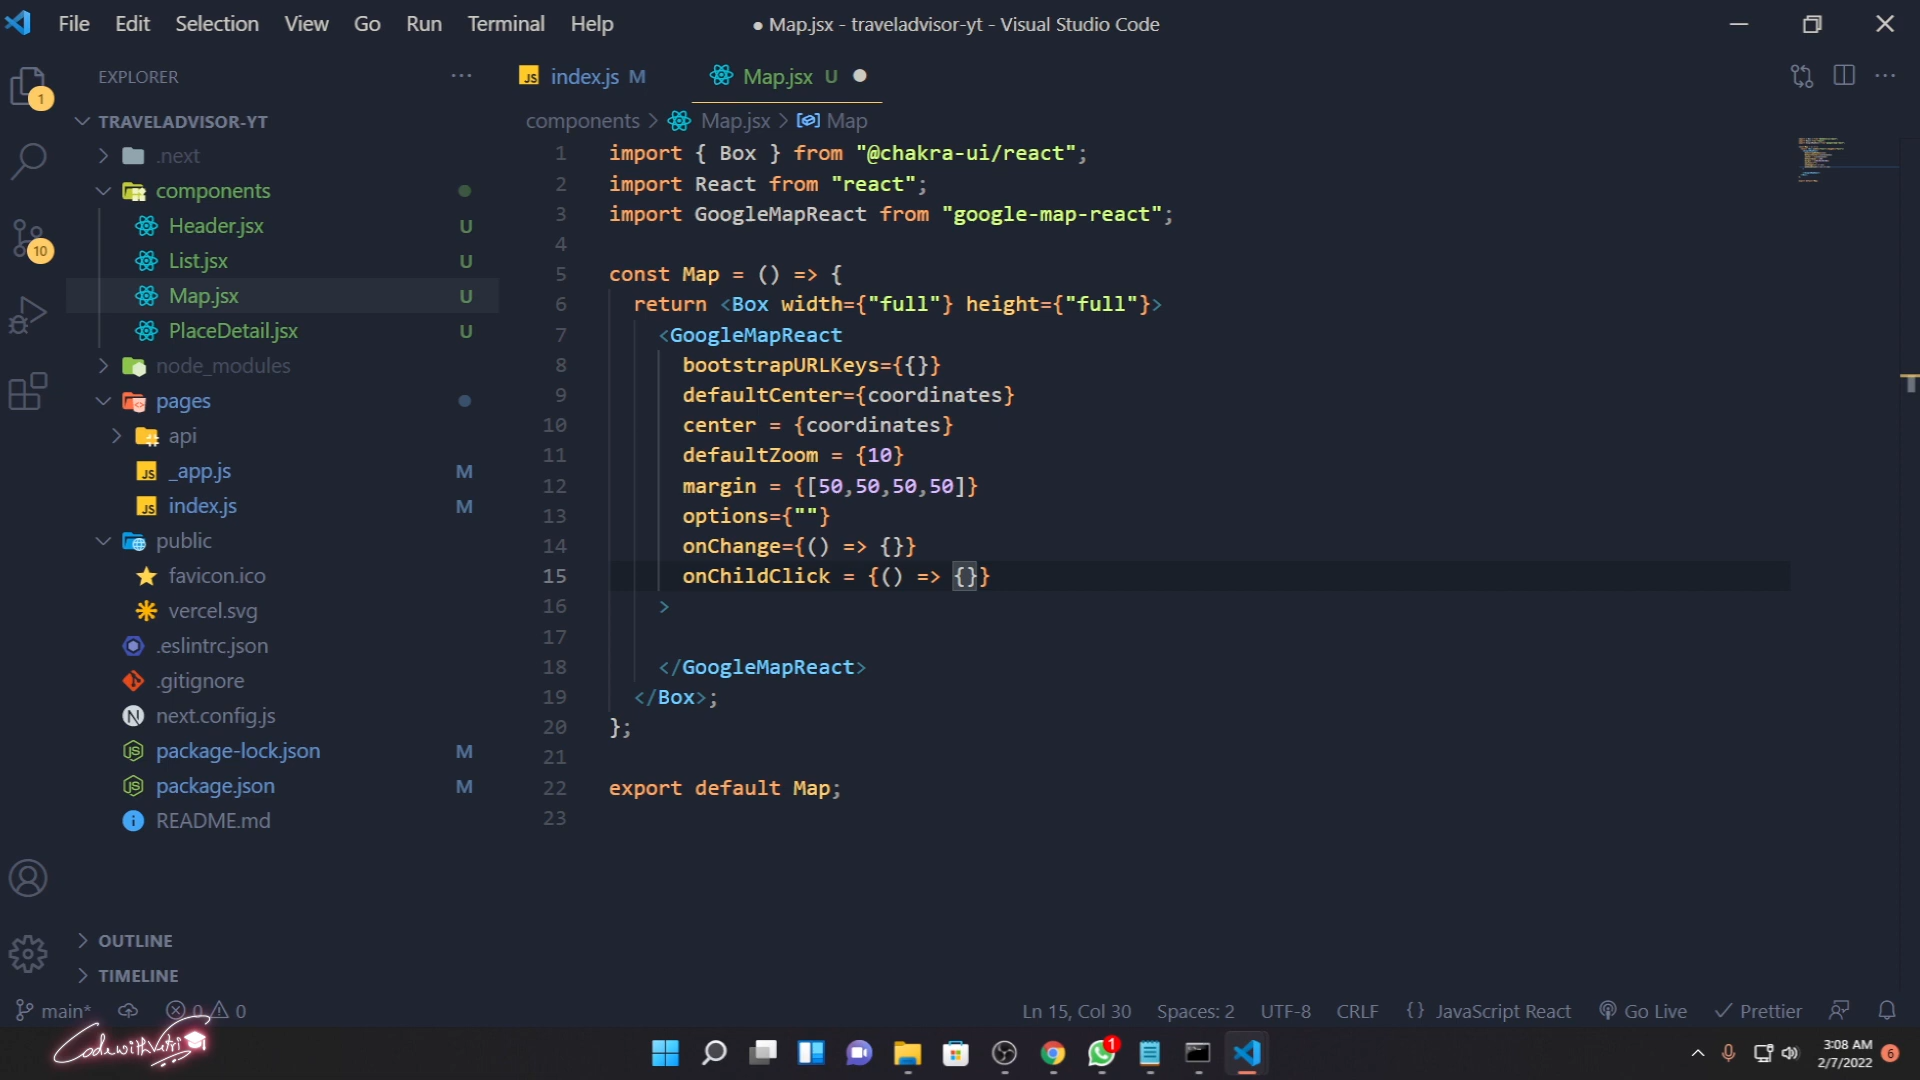 File Edit Selection View Go Run Terminal Help
● Map.jsx - traveladvisor-yt - Visual Studio Code
EXPLORER
index.js M
Map.jsx U
TRAVELADVISOR-YT
components > Map.jsx > Map
.next
components
Header.jsx U
List.jsx U
Map.jsx U
PlaceDetail.jsx U
node_modules
pages
api
_app.js M
index.js M
public
favicon.ico
vercel.svg
.eslintrc.json
.gitignore
next.config.js
package-lock.json M
package.json M
README.md
OUTLINE
TIMELINE
1 import { Box } from "@chakra-ui/react";
2 import React from "react";
3 import GoogleMapReact from "google-map-react";
4
5 const Map = () => {
6 return <Box width={"full"} height={"full"}>
7 <GoogleMapReact
8 bootstrapURLKeys={{}}
9 defaultCenter={coordinates}
10 center = {coordinates}
11 defaultZoom = {10}
12 margin = {[50,50,50,50]}
13 options={""}
14 onChange={() => {}}
15 onChildClick = {() => {}}
16 >
17
18 </GoogleMapReact>
19 </Box>;
20 };
21
22 export default Map;
23
1
10
main* 0 0
Ln 15, Col 30 Spaces: 2 UTF-8 CRLF {} JavaScript React Go Live Prettier
CodewithVetri
1
3:08 AM
2/7/2022
6